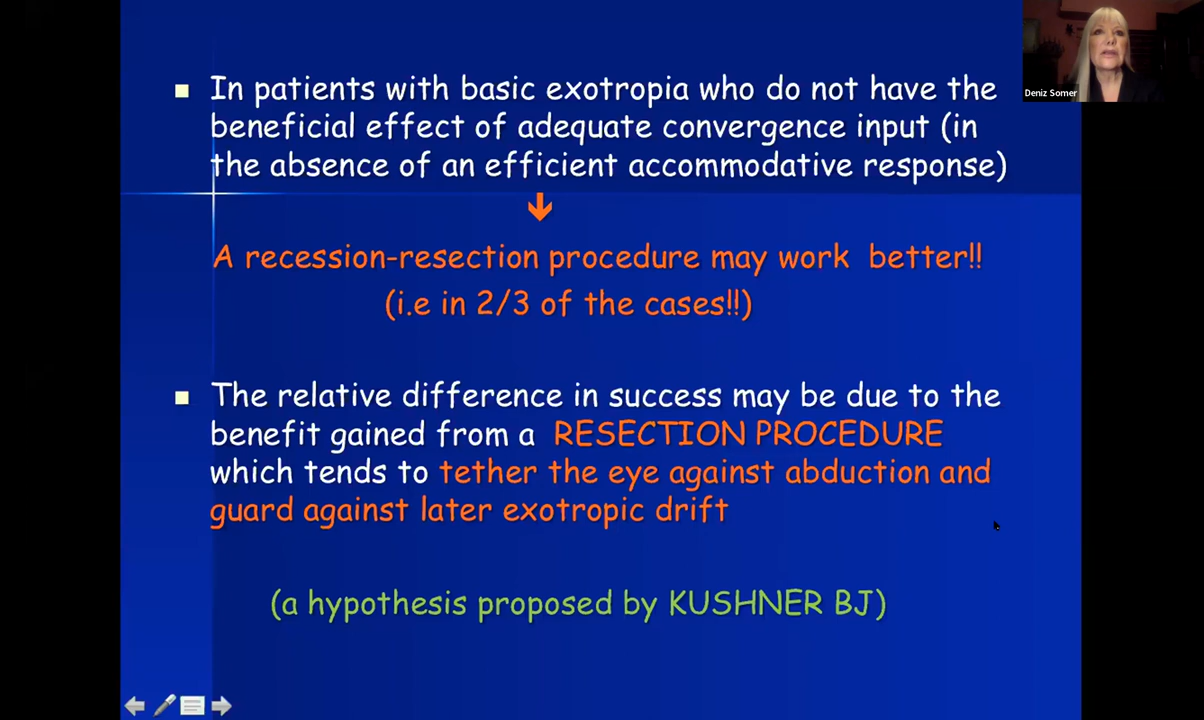 In patients with basic exotropia who do not have the
beneficial effect of adequate convergence input (in
the absence of an efficient accommodative response)
A recession-resection procedure may work better!!
(i.e in 2/3 of the cases!!)
The relative difference in success may be due to the
benefit gained from a RESECTION PROCEDURE
which tends to tether the eye against abduction and
guard against later exotropic drift
(a hypothesis proposed by KUSHNER BJ)
Deniz Somer